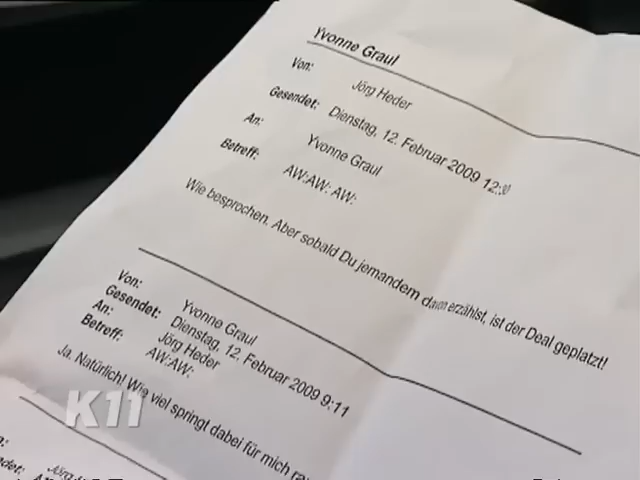 Yvonne Graul
Von: Jörg Heder
Gesendet: Dienstag, 12. Februar 2009 12:30
An: Yvonne Graul
Betreff: AW:AW: AW:
Wie besprochen. Aber sobald Du jemandem davon erzählst, ist der Deal geplatzt!
Von: Yvonne Graul
Gesendet: Dienstag, 12. Februar 2009 9:11
An: Jörg Heder
Betreff: AW:AW:
Ja. Natürlich! Wie viel springt dabei für mich
K11